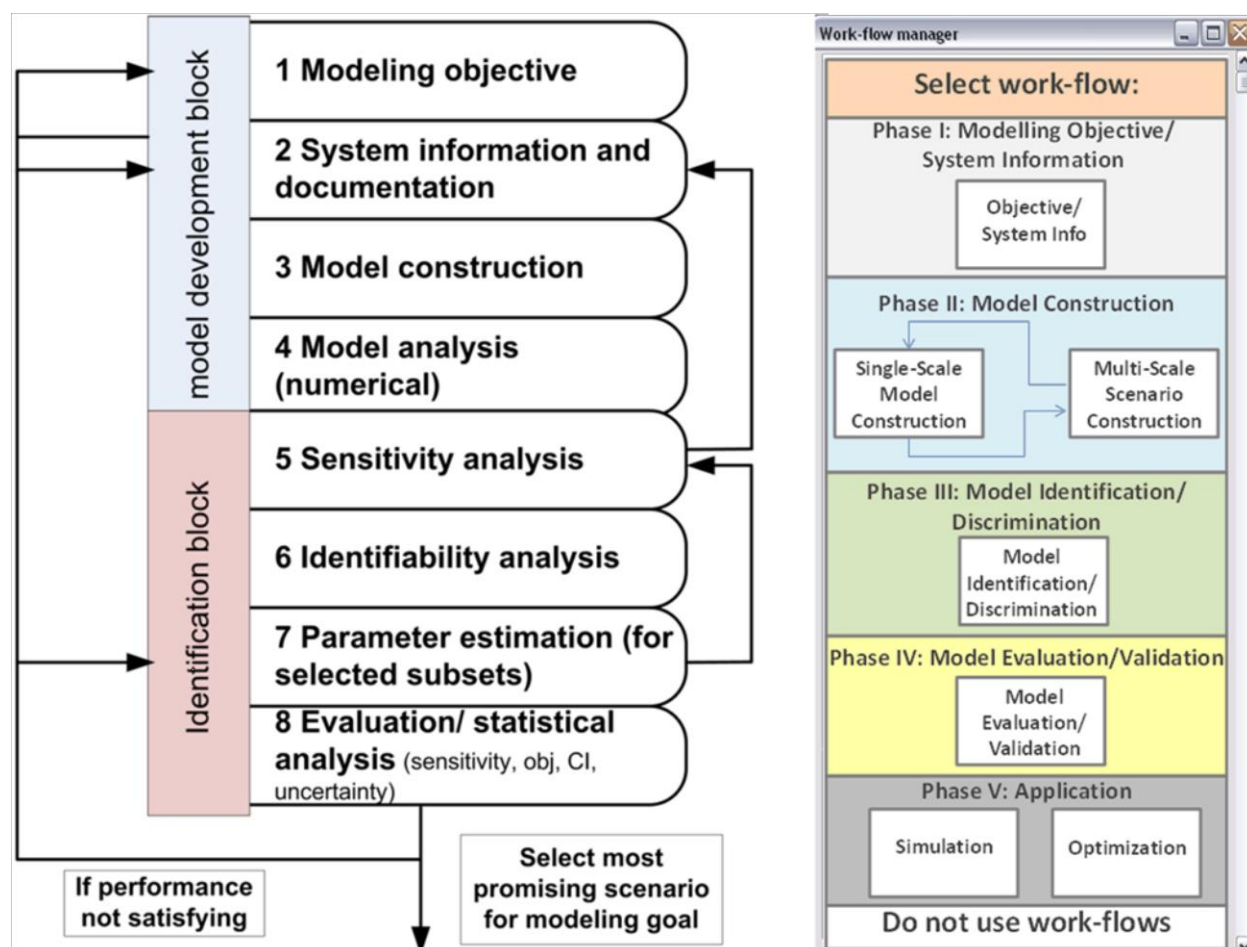 model development block
Identification block
1 Modeling objective
2 System information and
documentation
3 Model construction
4 Model analysis
(numerical)
5 Sensitivity analysis
6 Identifiability analysis
7 Parameter estimation (for
selected subsets)
8 Evaluation/ statistical
analysis (sensitivity, obj, CI,
uncertainty)
If performance
not satisfying
Select most
promising scenario
for modeling goal
Work-flow manager
Select work-flow:
Phase I: Modelling Objective/
System Information
Objective/
System Info
Phase II: Model Construction
Single-Scale
Model
Construction
Multi-Scale
Scenario
Construction
Phase III: Model Identification/
Discrimination
Model
Identification/
Discrimination
Phase IV: Model Evaluation/Validation
Model
Evaluation/
Validation
Phase V: Application
Simulation
Optimization
Do not use work-flows